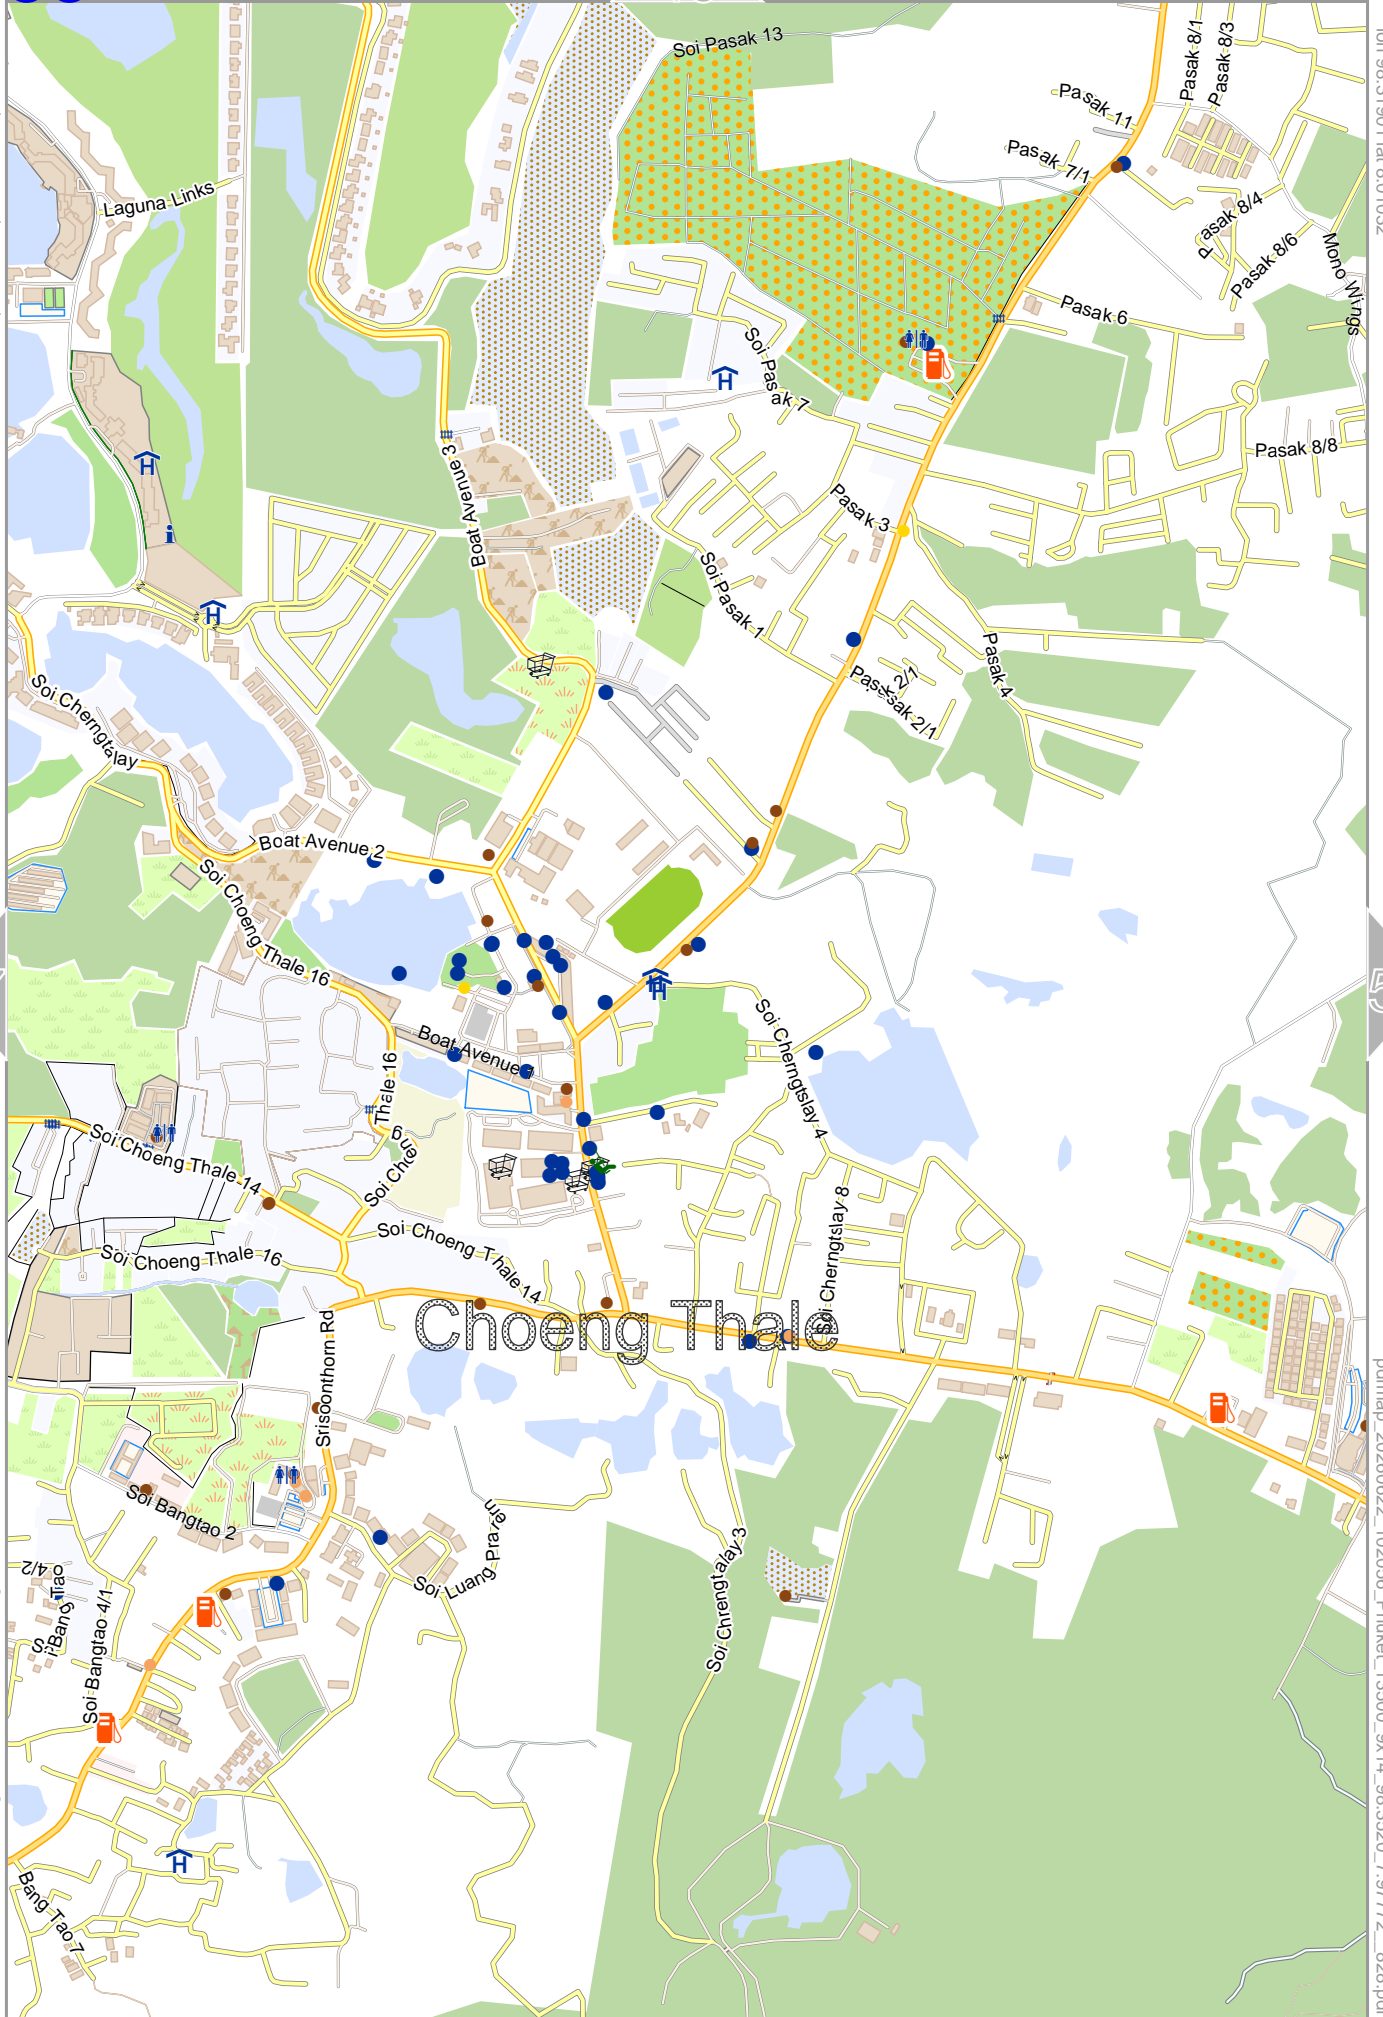 Soi Pasak 13
Pasak 8/1
Pasak 8/3
Pasak 11
Pasak 7/1
Laguna Links
asak 8/4
Pasak 8/6
Mono Wings
Pasak 6
Soi Pasak 7
Boat Avenue 3
Pasak 8/8
Pasak 3
Soi Pasak 1
Pasak 4
Soi Cherngtalay
Pasak 2/1
Boat Avenue 2
Soi Choeng Thale 16
Soi Cherngtslay 4
Boat Avenue 7
Thale 16
Soi Choeng Thale 14
Soi Choeng Thale 16
Soi Choeng Thale 14
Soi Cherngtslay 8
Choeng Thale
Srisoonthorn Rd
Soi Bangtao 2
Soi Luang Pra
Soi Chrengtalay 3
Soi Bangtao 4/1
Bang Tao 7